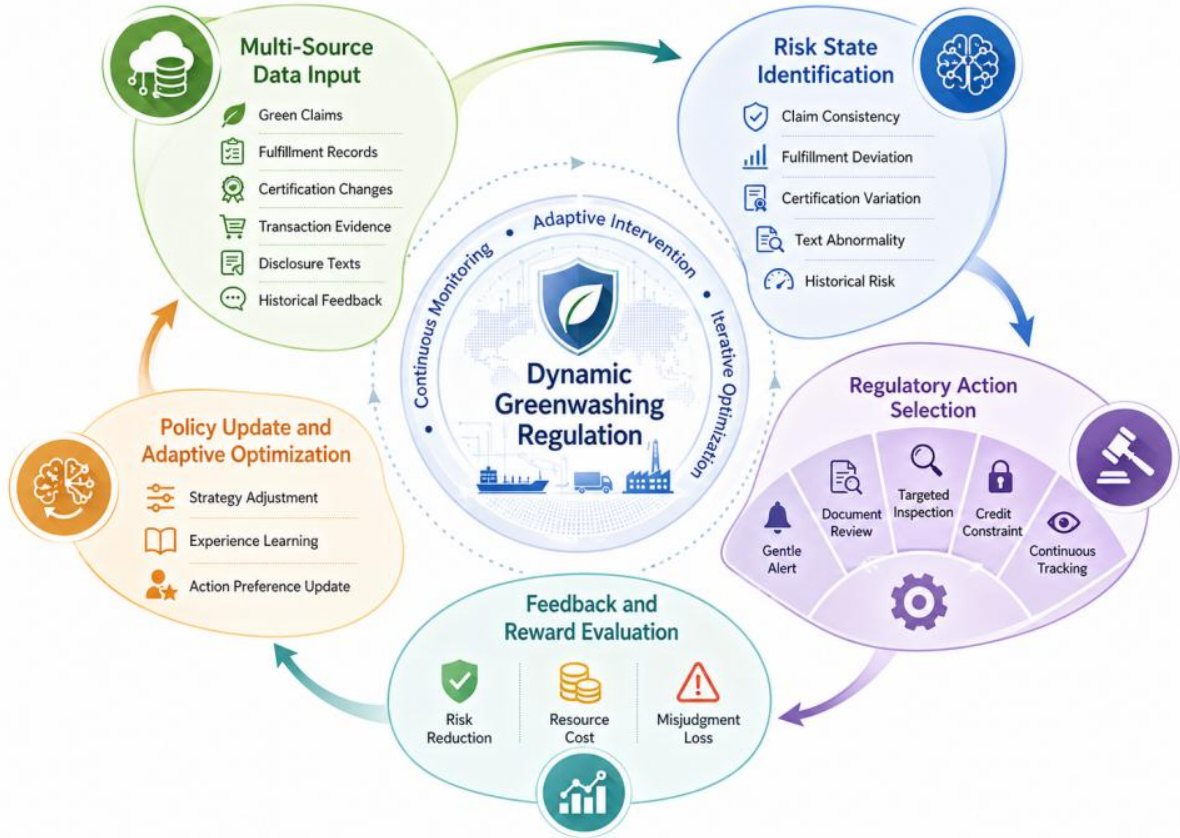 Multi-Source
Data Input
Green Claims
Fulfillment Records
Certification Changes
Transaction Evidence
Disclosure Texts
Historical Feedback
Risk State
Identification
Claim Consistency
Fulfillment Deviation
Certification Variation
Text Abnormality
Historical Risk
• Continuous Monitoring • Adaptive Intervention • Iterative Optimization
Dynamic
Greenwashing
Regulation
Regulatory Action
Selection
Gentle
Alert
Document
Review
Targeted
Inspection
Credit
Constraint
Continuous
Tracking
Policy Update and
Adaptive Optimization
Strategy Adjustment
Experience Learning
Action Preference Update
Feedback and
Reward Evaluation
Risk
Reduction
Resource
Cost
Misjudgment
Loss